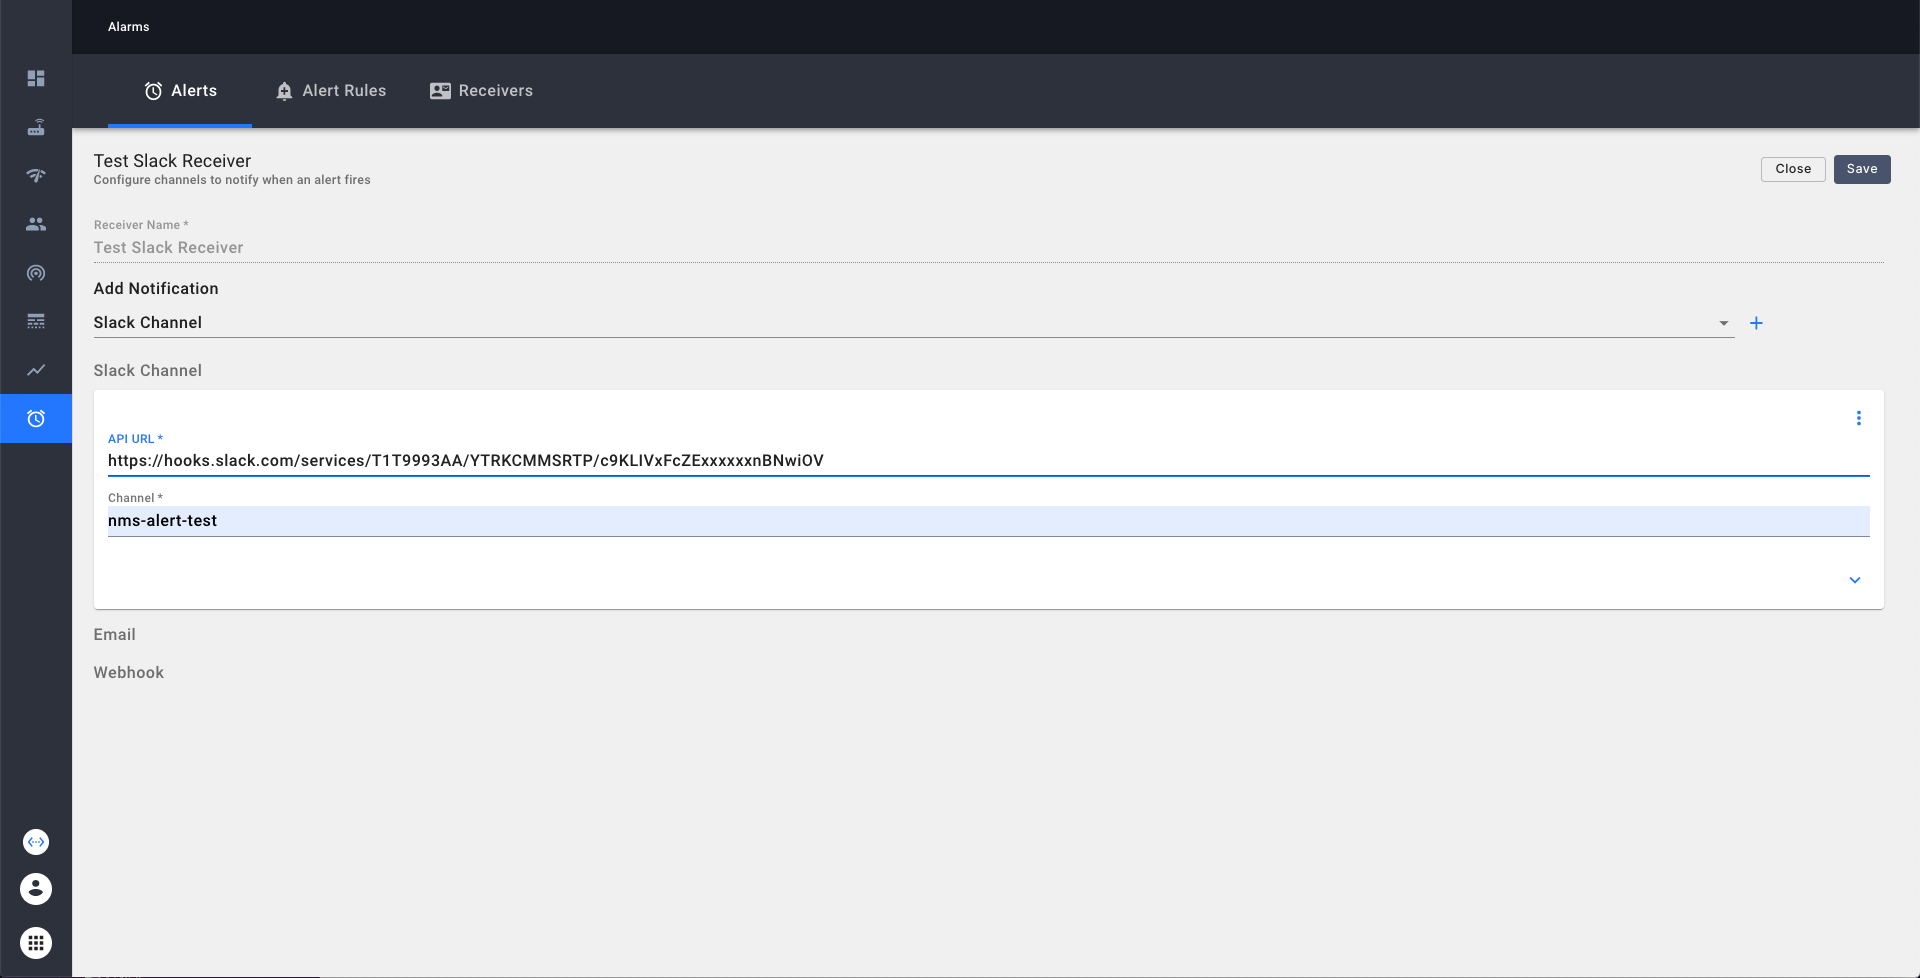 Alarms
Alerts
Alert Rules
Receivers
Test Slack Receiver
Configure channels to notify when an alert fires
Close
Save
Receiver Name *
Test Slack Receiver
Add Notification
Slack Channel
Slack Channel
API URL *
https://hooks.slack.com/services/T1T9993AA/YTRKCMMSRTP/c9KLIVxFcZExxxxxxnBNwiOV
Channel *
nms-alert-test
Email
Webhook